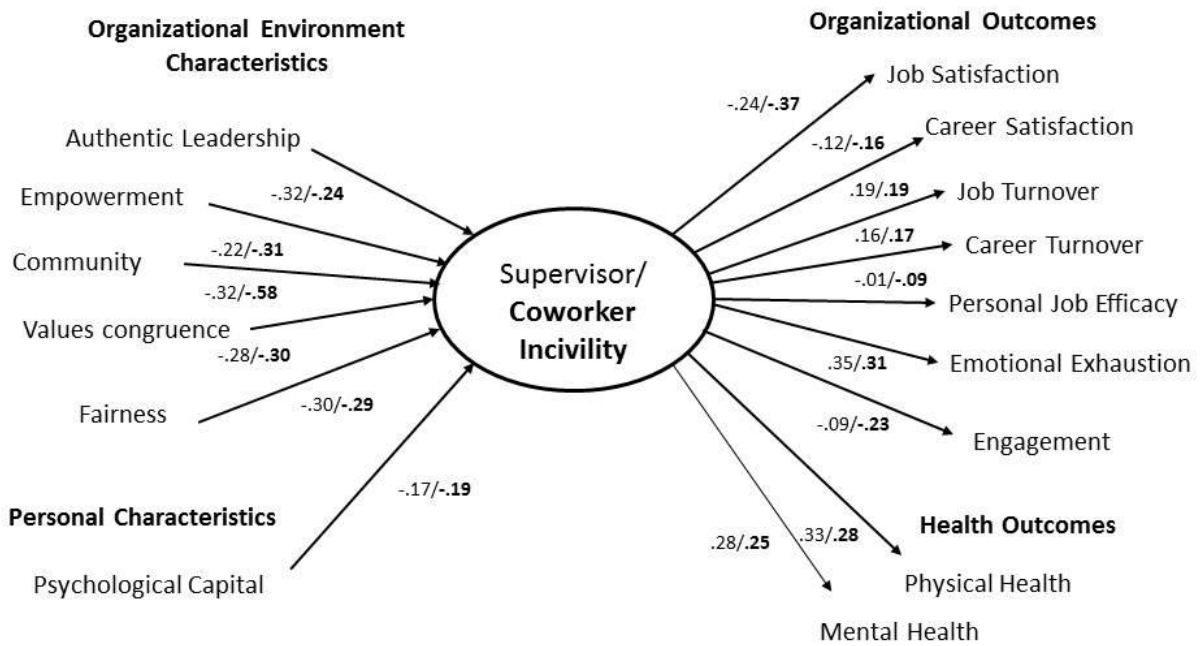 Organizational Environment
Characteristics
Authentic Leadership
-.32/-.24
Empowerment
-.22/-.31
Community
-.32/-.58
Values congruence
-.28/-.30
Fairness
-.30/-.29
Personal Characteristics
-.17/-.19
Psychological Capital
Supervisor/
Coworker
Incivility
Organizational Outcomes
Job Satisfaction
-.24/-.37
Career Satisfaction
-.12/-.16
Job Turnover
.19/.19
Career Turnover
.16/.17
Personal Job Efficacy
-.01/-.09
Emotional Exhaustion
.35/.31
Engagement
-.09/-.23
Health Outcomes
Physical Health
.33/.28
Mental Health
.28/.25